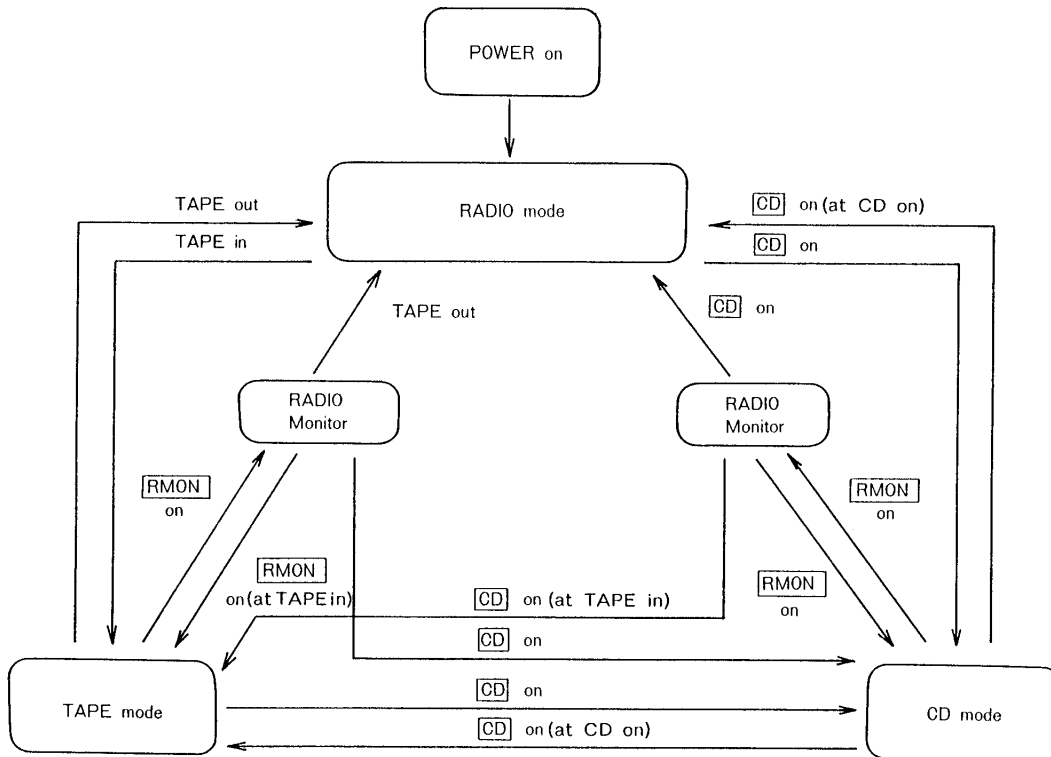 POWER on
RADIO mode
TAPE out
TAPE in
CD on (at CD on)
CD on
TAPE out
CD on
RADIO
Monitor
RADIO
Monitor
RMON
on
RMON
on
RMON
on (at TAPE in)
RMON
on
CD on (at TAPE in)
CD on
TAPE mode
CD on
CD on (at CD on)
CD mode